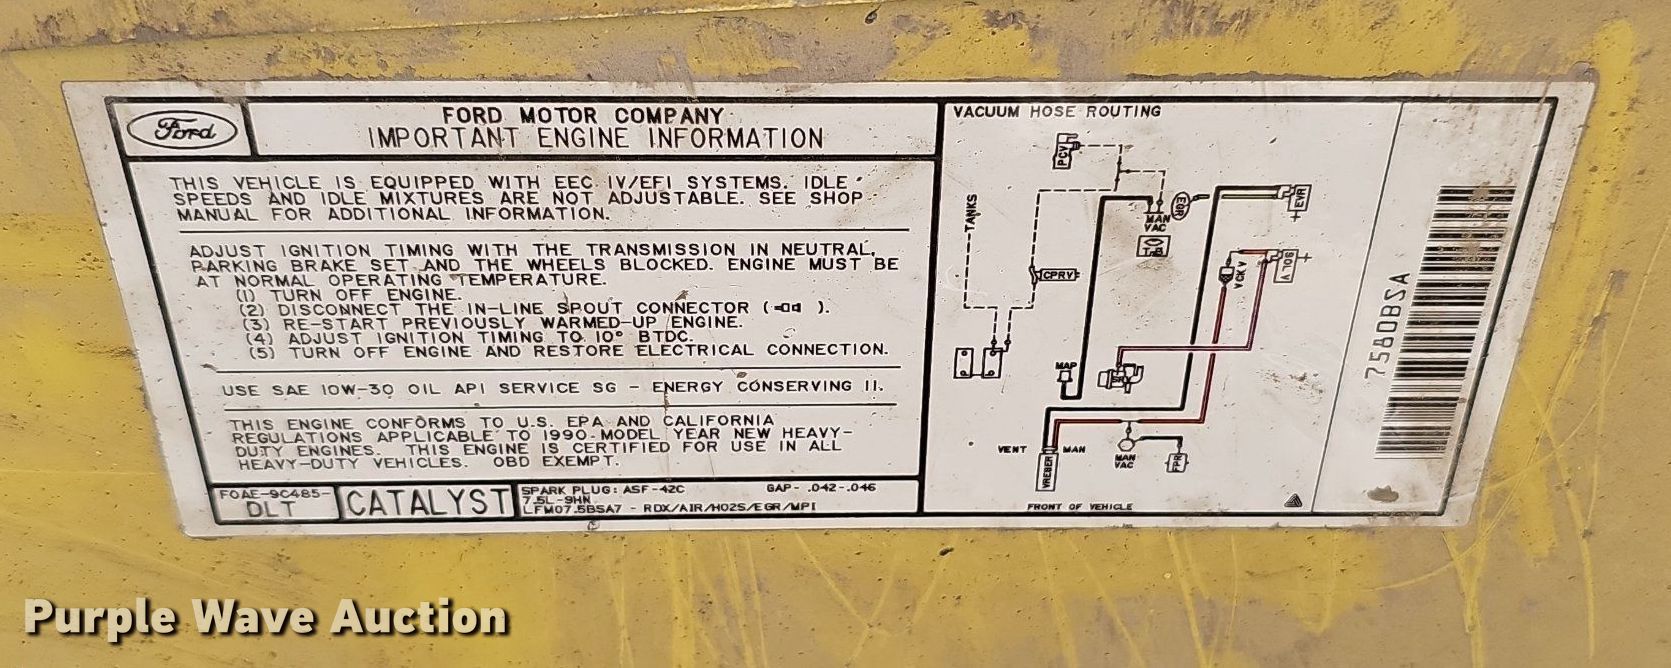 Ford
FORD MOTOR COMPANY
IMPORTANT ENGINE INFORMATION
THIS VEHICLE IS EQUIPPED WITH EEC IV/EFI SYSTEMS. IDLE
SPEEDS AND IDLE MIXTURES ARE NOT ADJUSTABLE. SEE SHOP
MANUAL FOR ADDITIONAL INFORMATION.
ADJUST IGNITION TIMING WITH THE TRANSMISSION IN NEUTRAL,
PARKING BRAKE SET AND THE WHEELS BLOCKED. ENGINE MUST BE
AT NORMAL OPERATING TEMPERATURE.
(1) TURN OFF ENGINE.
(2) DISCONNECT THE IN-LINE SPOUT CONNECTOR ( ).
(3) RE-START PREVIOUSLY WARMED-UP ENGINE.
(4) ADJUST IGNITION TIMING TO 10° BTDC.
(5) TURN OFF ENGINE AND RESTORE ELECTRICAL CONNECTION.
USE SAE 10W-30 OIL API SERVICE SG - ENERGY CONSERVING II.
THIS ENGINE CONFORMS TO U.S. EPA AND CALIFORNIA
REGULATIONS APPLICABLE TO 1990 MODEL YEAR NEW HEAVY-
DUTY ENGINES. THIS ENGINE IS CERTIFIED FOR USE IN ALL
HEAVY-DUTY VEHICLES. OBD EXEMPT.
FOAE-9C485-
DLT
CATALYST
SPARK PLUG: ASF-42C GAP- .042-.046
7.5L-9HN
LFM07.5B5A7 - RDX/AIR/HO2S/EGR/MPI
VACUUM HOSE ROUTING
PCV
TANKS
EGR
EVR
MAN
VAC
T/B
CPRV
VCK V
SOL V
MAP
VENT
MAN
VRESER
MAN
VAC
FPR
FRONT OF VEHICLE
7580BSA
Purple Wave Auction